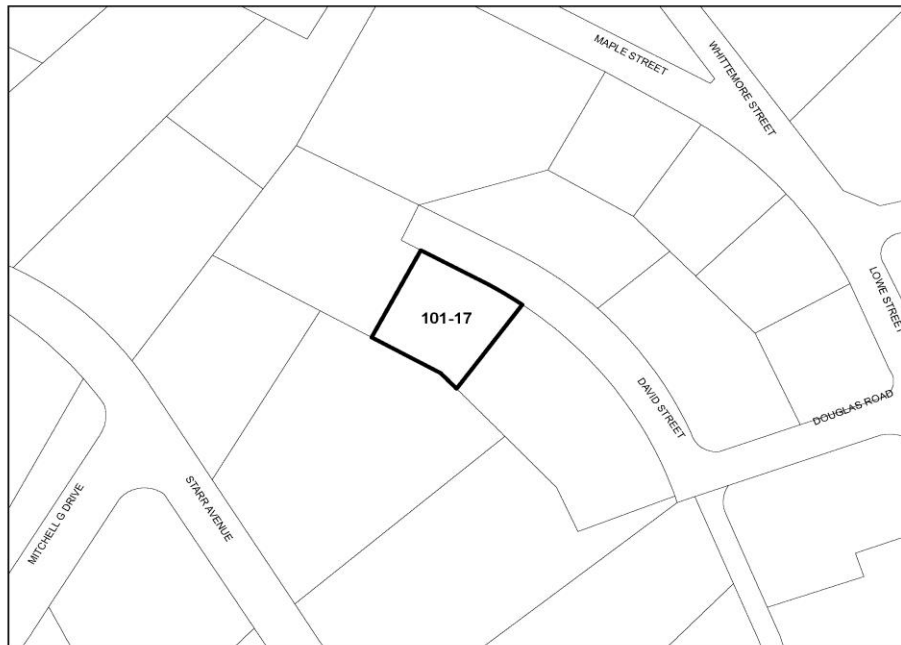 MAPLE STREET
WHITTEMORE STREET
LOWE STREET
101-17
DAVID STREET
DOUGLAS ROAD
STARR AVENUE
MITCHELL G DRIVE